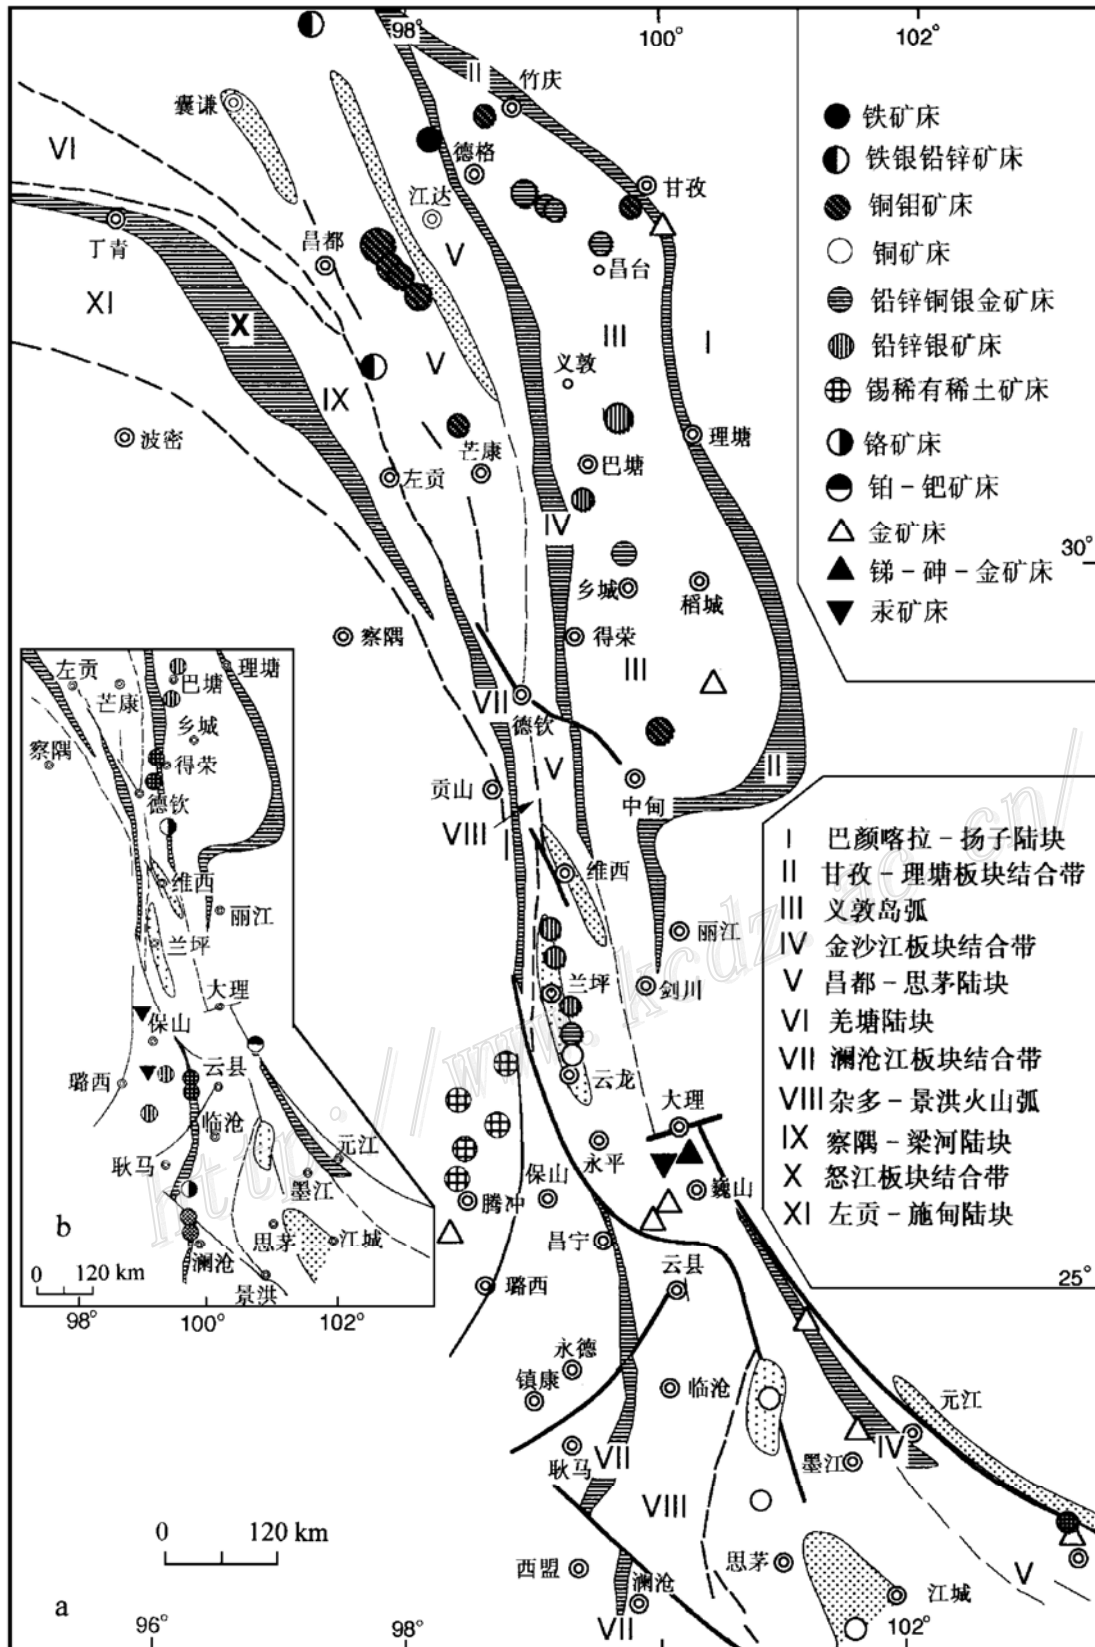 98°
100°
102°
II
竹庆
囊谦
VI
德格
甘孜
江达
丁青
昌都
V
昌台
XI
X
III
I
义敦
V
IX
波密
芒康
巴塘
理塘
左贡
IV
乡城
稻城
察隅
得荣
III
VII
德钦
II
V
贡山
中甸
VIII
维西
丽江
兰坪
剑川
云龙
大理
永平
保山
巍山
腾冲
昌宁
云县
潞西
永德
镇康
临沧
元江
IV
墨江
耿马
VII
VIII
思茅
V
西盟
澜沧
江城
VII
铁矿床
铁银铅锌矿床
铜钼矿床
铜矿床
铅锌铜银金矿床
铅锌银矿床
锡稀有稀土矿床
铬矿床
铂-钯矿床
金矿床
30°
锑-砷-金矿床
汞矿床
I 巴颜喀拉-扬子陆块
II 甘孜-理塘板块结合带
III 义敦岛弧
IV 金沙江板块结合带
V 昌都-思茅陆块
VI 羌塘陆块
VII 澜沧江板块结合带
VIII 杂多-景洪火山弧
IX 察隅-梁河陆块
X 怒江板块结合带
XI 左贡-施甸陆块
25°
左贡
理塘
芒康
巴塘
乡城
察隅
得荣
德钦
维西
丽江
兰坪
大理
保山
潞西
云县
临沧
元江
耿马
墨江
b
思茅
江城
澜沧
景洪
0 120 km
98° 100° 102°
0 120 km
a
96° 98° 102°
http://www.kcdz.ac.cn/